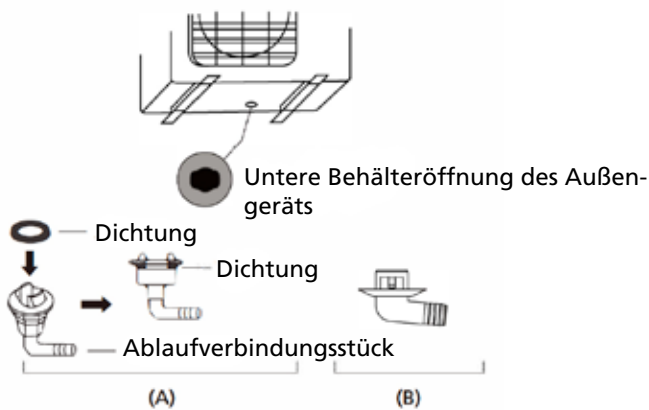 Untere Behälteröffnung des Außen-
geräts
Dichtung
Dichtung
Ablaufverbindungsstück
(A)
(B)